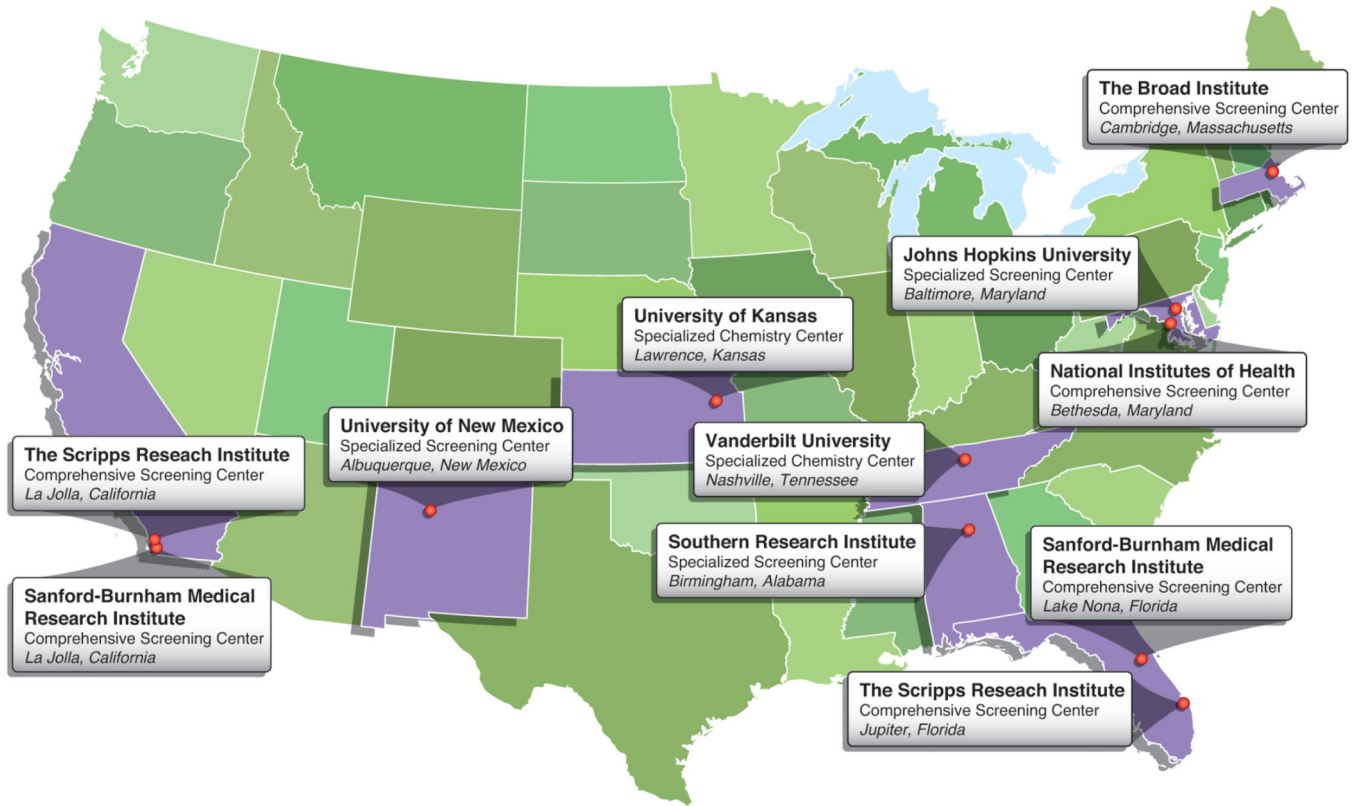 The Broad Institute
Comprehensive Screening Center
Cambridge, Massachusetts
Johns Hopkins University
Specialized Screening Center
Baltimore, Maryland
University of Kansas
Specialized Chemistry Center
Lawrence, Kansas
National Institutes of Health
Comprehensive Screening Center
Bethesda, Maryland
University of New Mexico
Specialized Screening Center
Albuquerque, New Mexico
Vanderbilt University
Specialized Chemistry Center
Nashville, Tennessee
The Scripps Reseach Institute
Comprehensive Screening Center
La Jolla, California
Southern Research Institute
Specialized Screening Center
Birmingham, Alabama
Sanford-Burnham Medical
Research Institute
Comprehensive Screening Center
Lake Nona, Florida
Sanford-Burnham Medical
Research Institute
Comprehensive Screening Center
La Jolla, California
The Scripps Reseach Institute
Comprehensive Screening Center
Jupiter, Florida